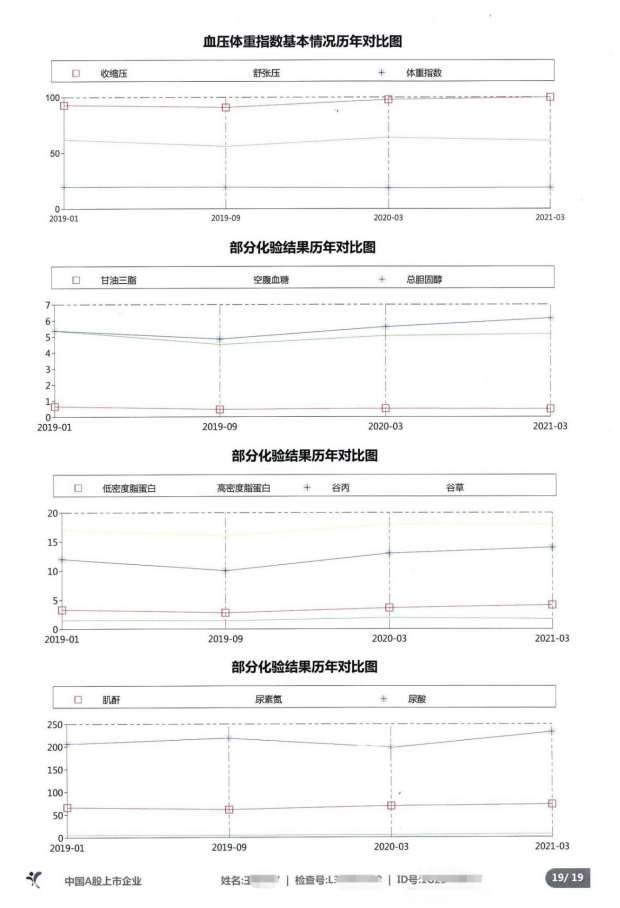 血压体重指数基本情况历年对比图
收缩压 舒张压 体重指数
100
50
0
2019-01 2019-09 2020-03 2021-03
部分化验结果历年对比图
甘油三脂 空腹血糖 总胆固醇
7
6
5
4
3
2
1
0
2019-01 2019-09 2020-03 2021-03
部分化验结果历年对比图
低密度脂蛋白 高密度脂蛋白 谷丙 谷草
20
15
10
5
0
2019-01 2019-09 2020-03 2021-03
部分化验结果历年对比图
肌酐 尿素氮 尿酸
250
200
150
100
50
0
2019-01 2019-09 2020-03 2021-03
中国A股上市企业 姓名: | 检查号: | ID号: 19/19